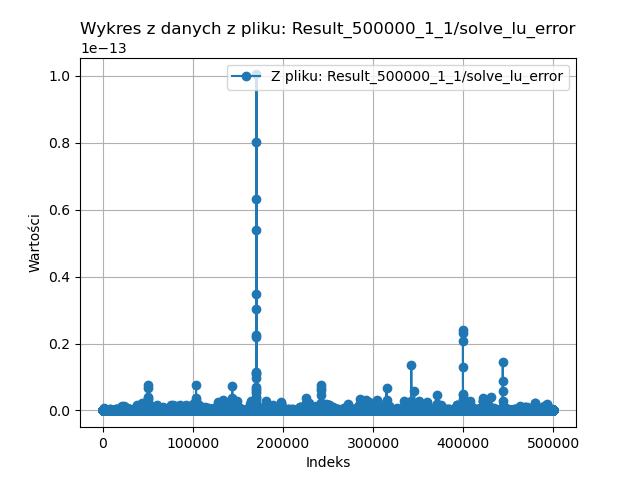 Wykres z danych z pliku: Result_500000_1_1/solve_lu_error
1e−13
1.0
Z pliku: Result_500000_1_1/solve_lu_error
0.8
0.6
0.4
0.2
0.0
Wartości
0
100000
200000
300000
400000
500000
Indeks